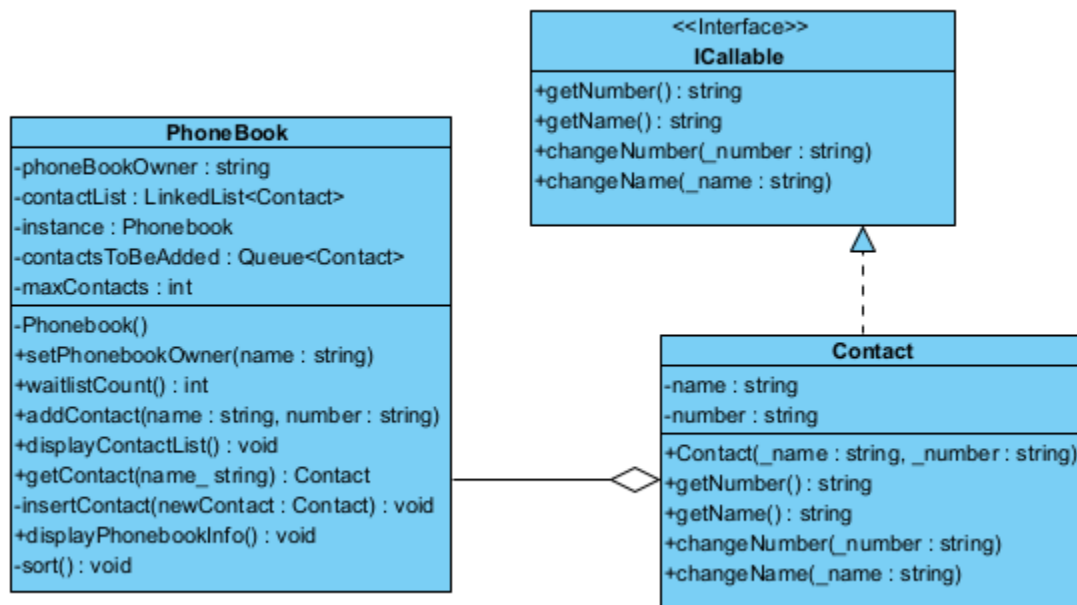 <<Interface>>
ICallable
+getNumber() : string
+getName() : string
+changeNumber(_number : string)
+changeName(_name : string)
PhoneBook
-phoneBookOwner : string
-contactList : LinkedList<Contact>
-instance : Phonebook
-contactsToBeAdded : Queue<Contact>
-maxContacts : int
-Phonebook()
+setPhonebookOwner(name : string)
+waitlistCount() : int
+addContact(name : string, number : string)
+displayContactList() : void
+getContact(name_ string) : Contact
-insertContact(newContact : Contact) : void
+displayPhonebookInfo() : void
-sort() : void
Contact
-name : string
-number : string
+Contact(_name : string, _number : string)
+getNumber() : string
+getName() : string
+changeNumber(_number : string)
+changeName(_name : string)